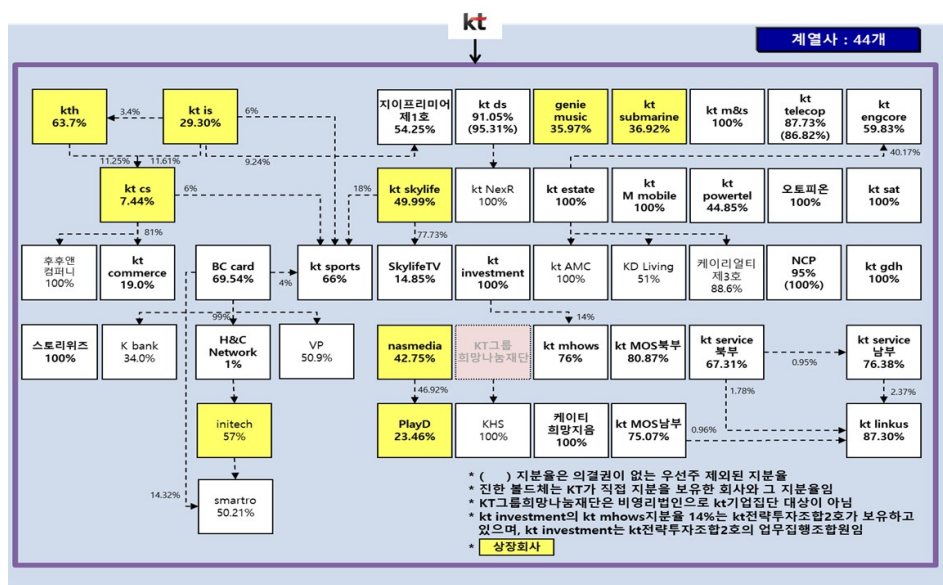 kt
계열사 : 44개
kth
63.7%
3.4%
kt is
29.30%
6%
지이프리미어
제1호
54.25%
kt ds
91.05%
(95.31%)
genie
music
35.97%
kt
submarine
36.92%
kt m&s
100%
kt
telecop
87.73%
(86.82%)
kt
engcore
59.83%
11.25%
11.61%
9.24%
40.17%
kt cs
7.44%
6%
18%
kt skylife
49.99%
kt NexR
100%
kt estate
100%
kt
M mobile
100%
kt
powertel
44.85%
오토피온
100%
kt sat
100%
81%
77.73%
후후앤
컴퍼니
100%
kt
commerce
19.0%
BC card
69.54%
4%
kt sports
66%
SkylifeTV
14.85%
kt
investment
100%
kt AMC
100%
KD Living
51%
케이리얼티
제3호
88.6%
NCP
95%
(100%)
kt gdh
100%
99%
14%
스토리위즈
100%
K bank
34.0%
H&C
Network
1%
VP
50.9%
nasmedia
42.75%
KT그룹
희망나눔재단
kt mhows
76%
kt MOS북부
80.87%
kt service
북부
67.31%
0.95%
kt service
남부
76.38%
46.92%
1.78%
2.37%
initech
57%
PlayD
23.46%
KHS
100%
케이티
희망지음
100%
kt MOS남부
75.07%
0.96%
kt linkus
87.30%
14.32%
smartro
50.21%
* ( ) 지분율은 의결권이 없는 우선주 제외된 지분율
* 진한 볼드체는 KT가 직접 지분을 보유한 회사와 그 지분율임
* KT그룹희망나눔재단은 비영리법인으로 kt기업집단 대상이 아님
* kt investment의 kt mhows지분율 14%는 kt전략투자조합2호가 보유하고
있으며, kt investment는 kt전략투자조합2호의 업무집행조합원임
* 상장회사